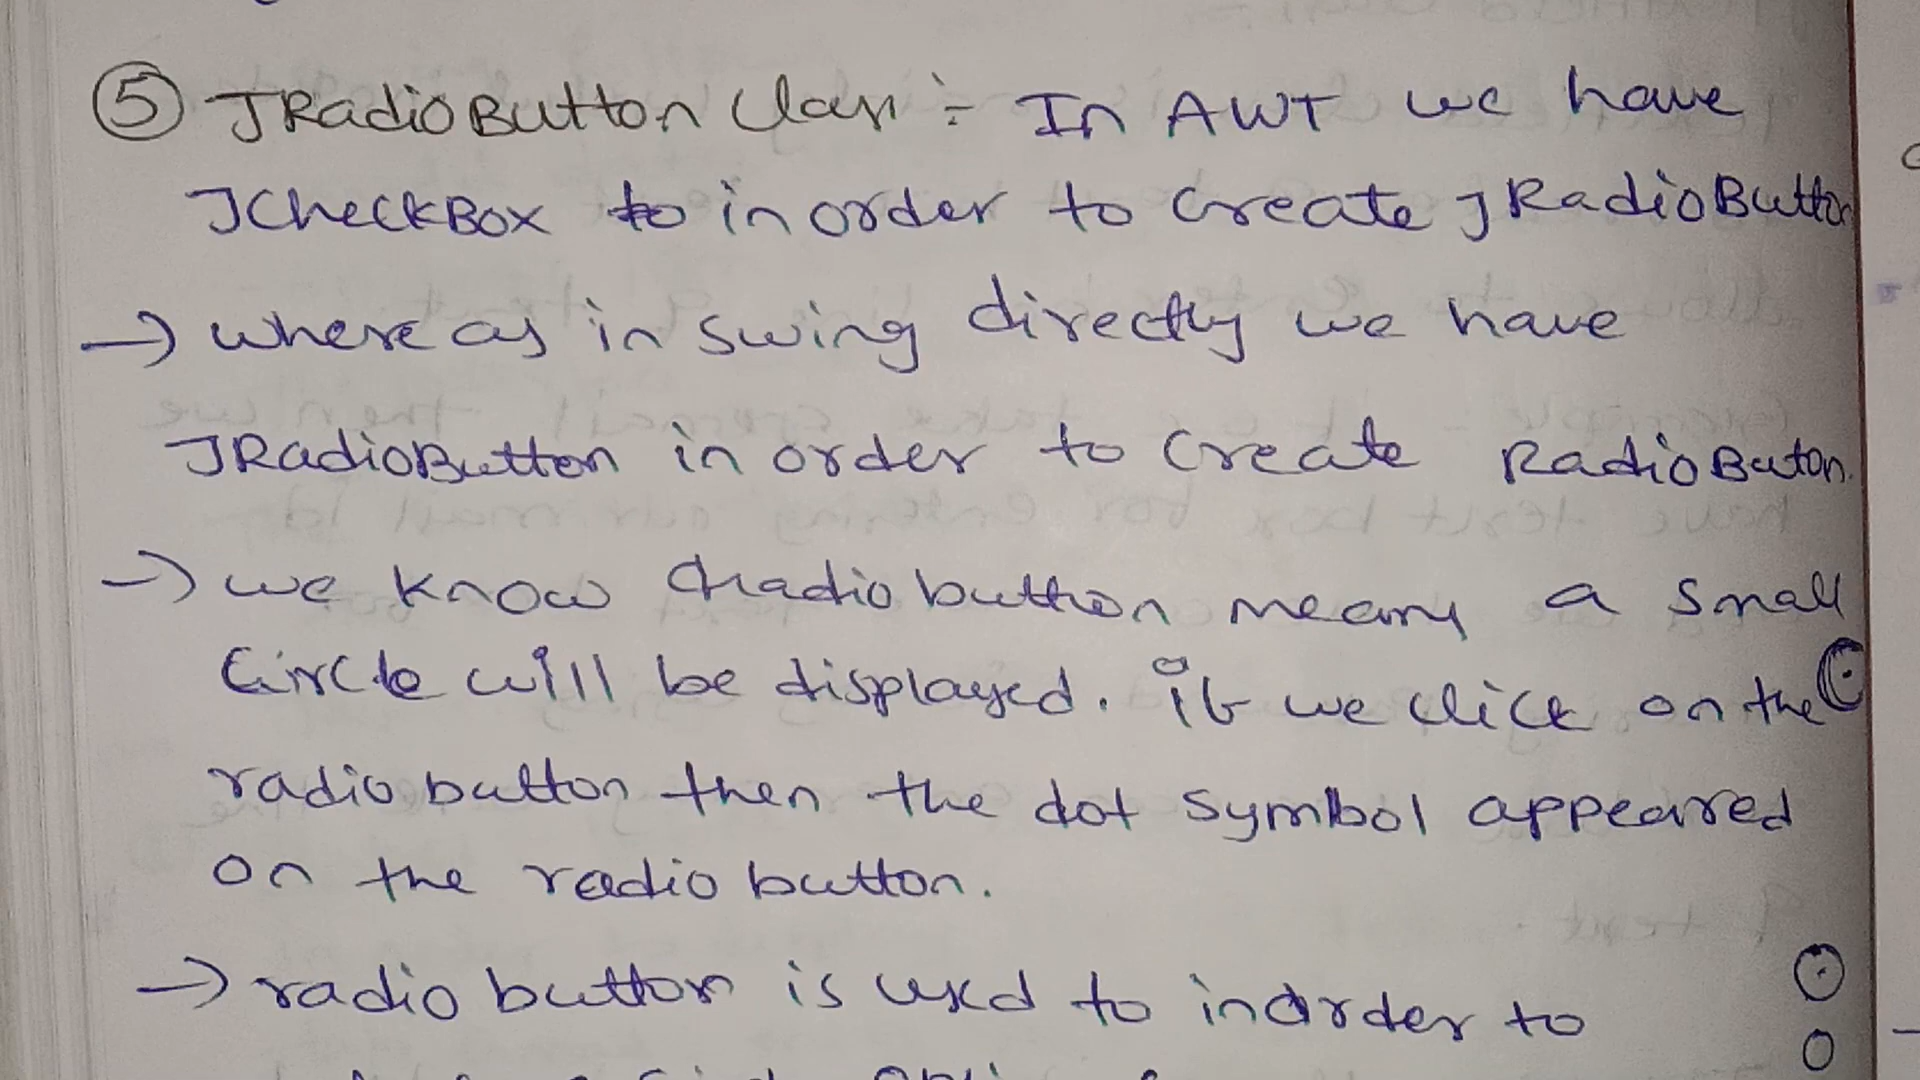 ⑤ JRadioButton Class :- In AWT we have
JCheckBox to in order to create JRadioButton
→ where as in swing directly we have
JRadioButton in order to create RadioButon.
→ we know radio button means a small
Circle will be displayed. if we click on the
radio button then the dot symbol appeared
on the radio button.
→ radio button is used to inorder to